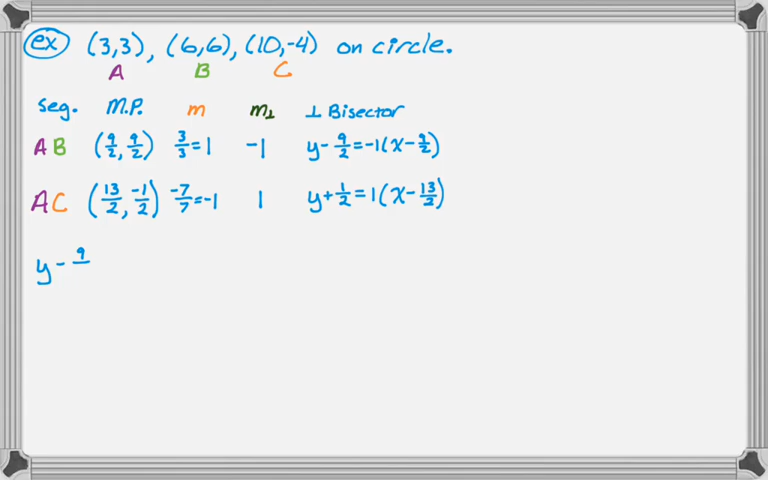 ex (3,3), (6,6), (10,-4) on circle.
A B C
Seg. M.P. m m⊥ ⊥ Bisector
AB (9/2, 9/2) 3/3=1 -1 y-9/2=-1(x-9/2)
AC (13/2, -1/2) -7/7=-1 1 y+1/2=1(x-13/2)
y-9